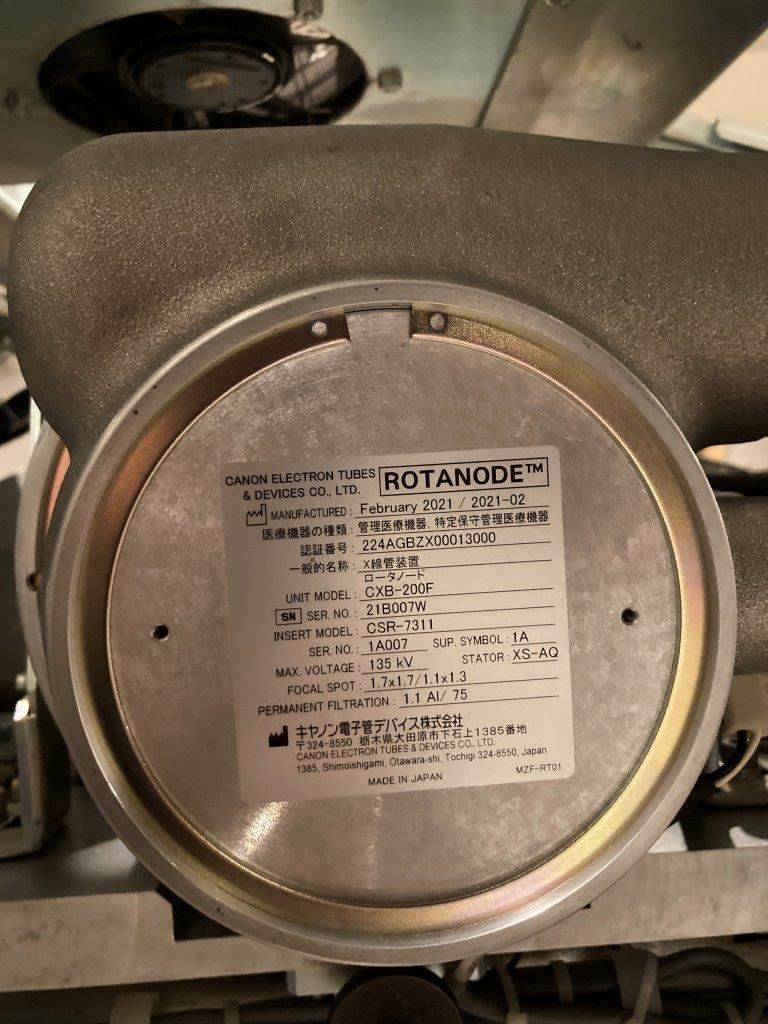 CANON ELECTRON TUBES
& DEVICES CO., LTD.
ROTANODE™
MANUFACTURED : February 2021 / 2021-02
医療機器の種類 : 管理医療機器, 特定保守管理医療機器
認証番号 : 224AGBZX00013000
一般的名称 : X線管装置
ロータノード
UNIT MODEL : CXB-200F
SN SER. NO. : 21B007W
INSERT MODEL : CSR-7311
SER. NO. : 1A007 SUP. SYMBOL : 1A
MAX. VOLTAGE : 135 kV STATOR : XS-AQ
FOCAL SPOT : 1.7x1.7/1.1x1.3
PERMANENT FILTRATION : 1.1 Al/ 75
キヤノン電子管デバイス株式会社
〒324-8550 栃木県大田原市下石上1385番地
CANON ELECTRON TUBES & DEVICES CO., LTD.
1385, Shimoishigami, Otawara-shi, Tochigi 324-8550, Japan
MADE IN JAPAN MZF-RT01